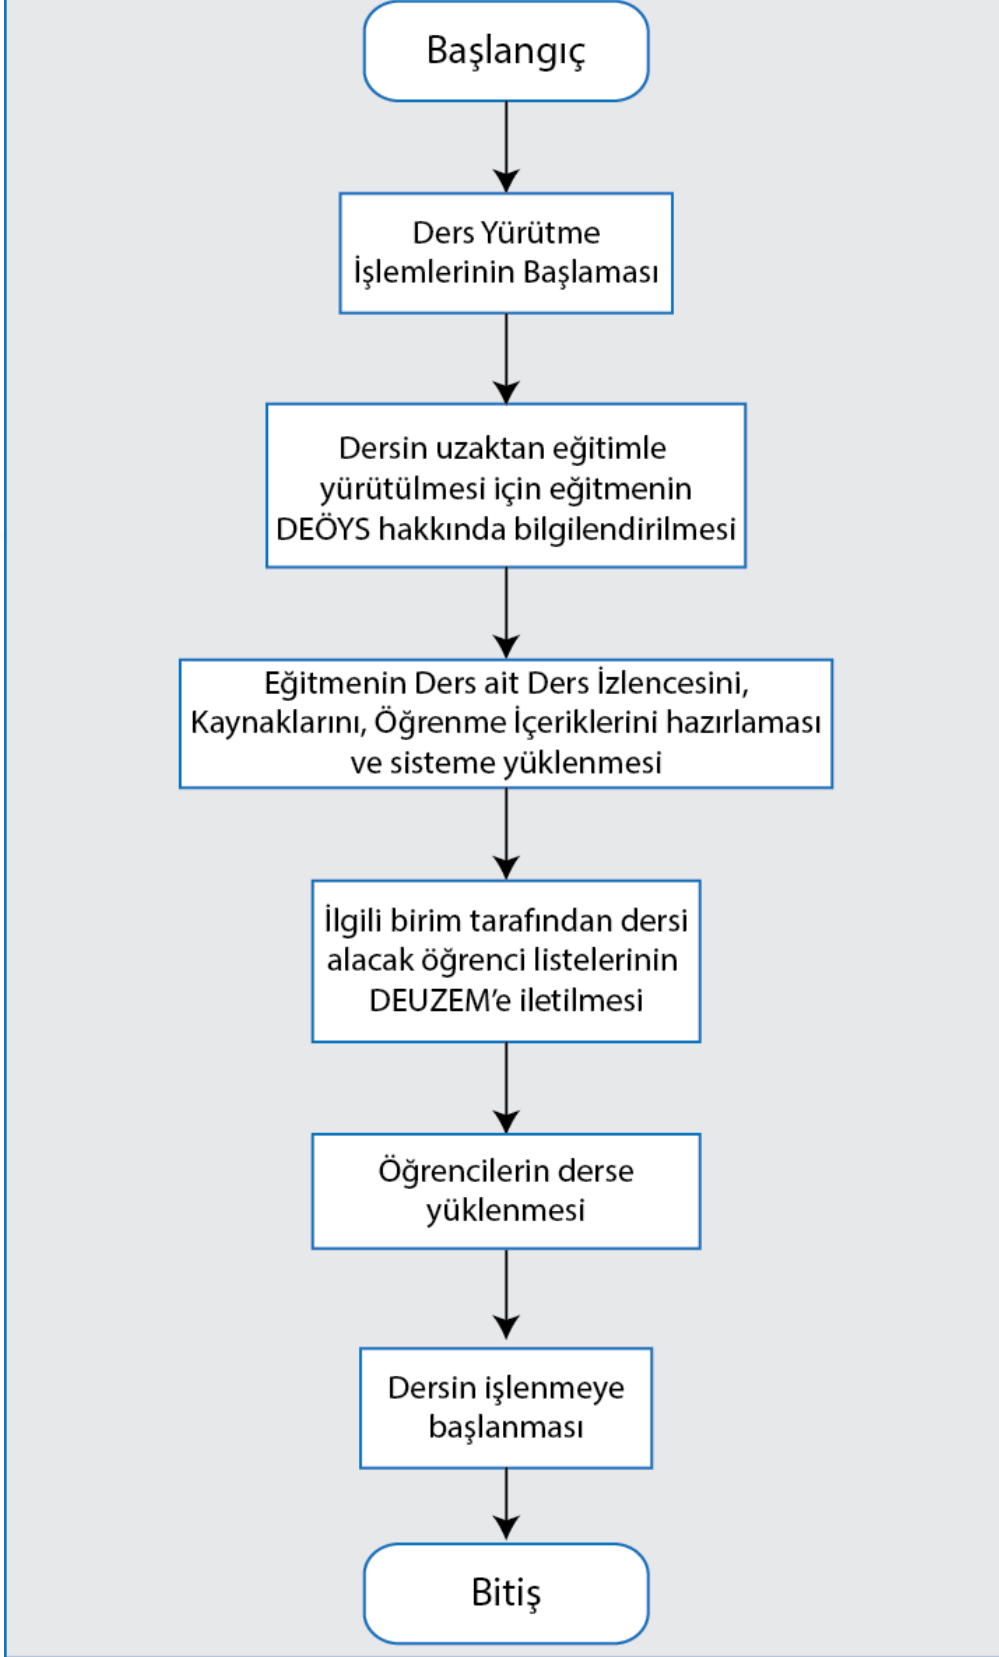 Başlangıç
Ders Yürütme
İşlemlerinin Başlaması
Dersin uzaktan eğitimle
yürütülmesi için eğitmenin
DEÖYS hakkında bilgilendirilmesi
Eğitmenin Ders ait Ders İzlencesini,
Kaynaklarını, Öğrenme İçeriklerini hazırlaması
ve sisteme yüklenmesi
İlgili birim tarafından dersi
alacak öğrenci listelerinin
DEUZEM’e iletilmesi
Öğrencilerin derse
yüklenmesi
Dersin işlenmeye
başlanması
Bitiş